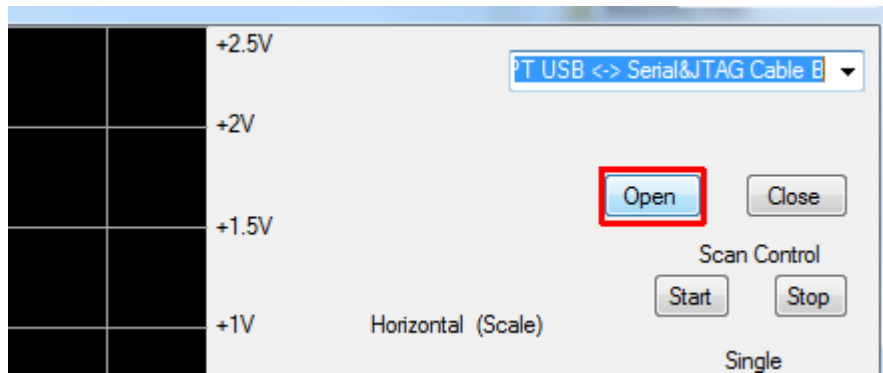 +2.5V
PT USB <-> Serial&JTAG Cable B
+2V
Open Close
+1.5V
Scan Control
Start Stop
+1V Horizontal (Scale)
Single